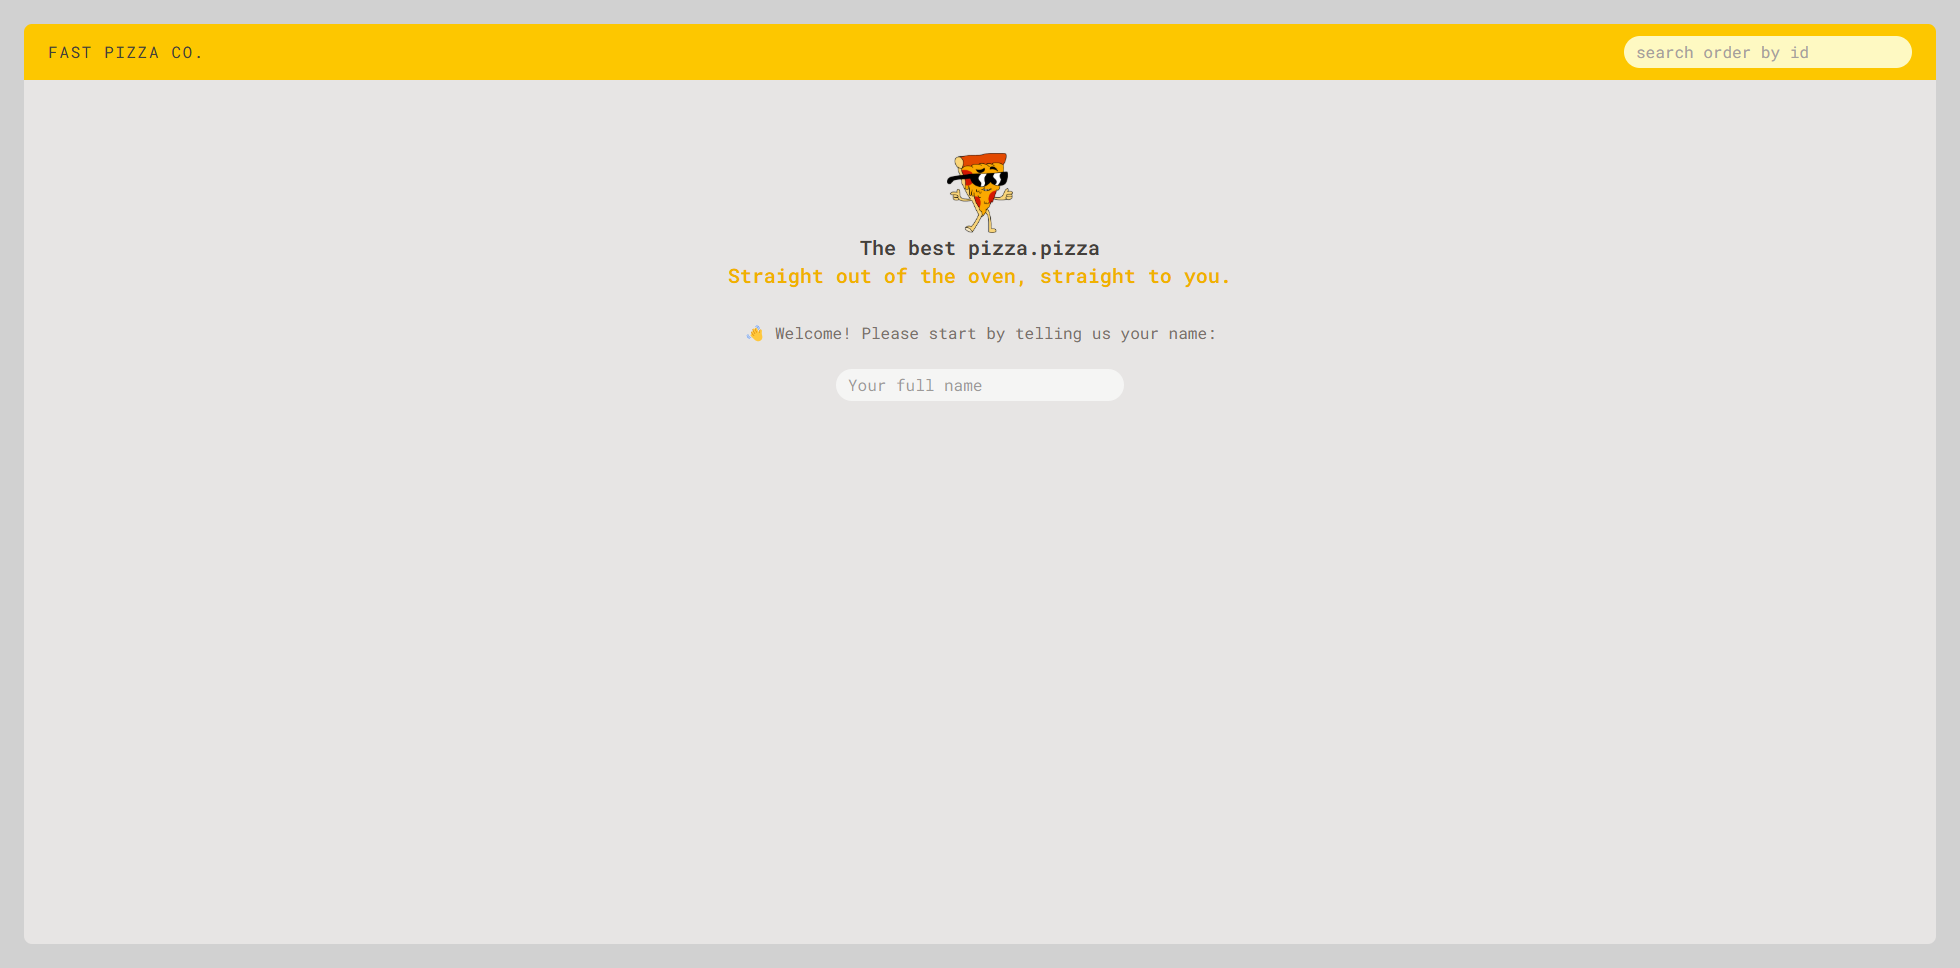 FAST PIZZA CO.
search order by id
The best pizza.pizza
Straight out of the oven, straight to you.
👋 Welcome! Please start by telling us your name:
Your full name